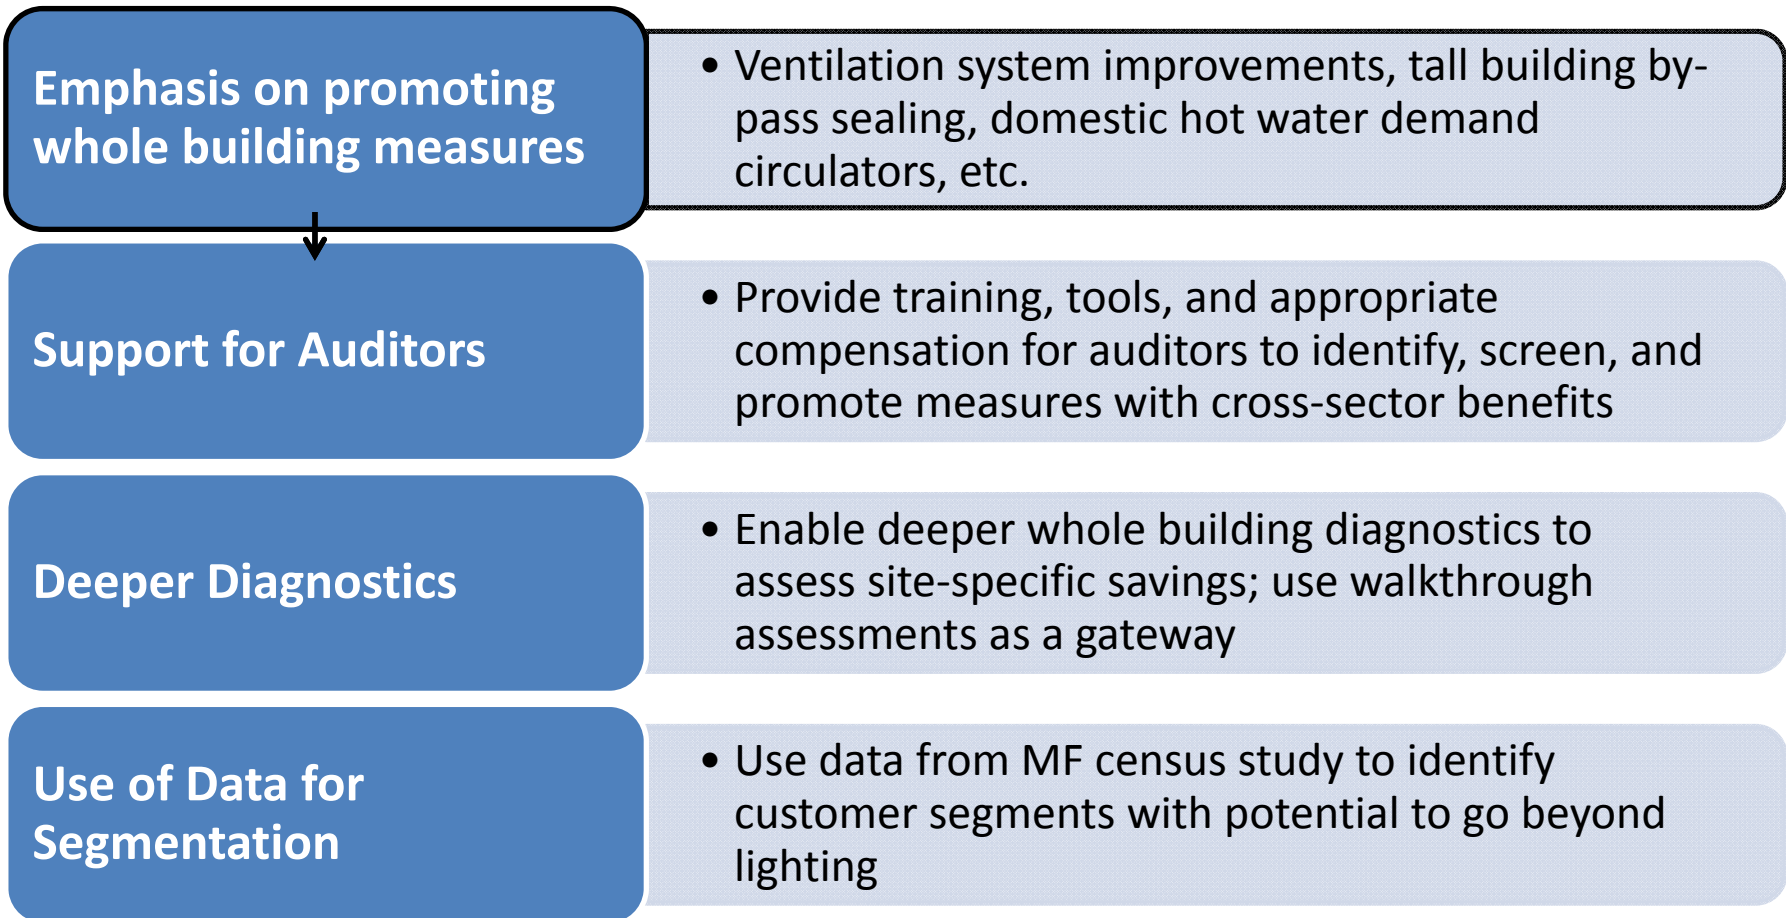 Emphasis on promoting
whole building measures
• Ventilation system improvements, tall building by-
pass sealing, domestic hot water demand
circulators, etc.
Support for Auditors
• Provide training, tools, and appropriate
compensation for auditors to identify, screen, and
promote measures with cross-sector benefits
Deeper Diagnostics
• Enable deeper whole building diagnostics to
assess site-specific savings; use walkthrough
assessments as a gateway
Use of Data for
Segmentation
• Use data from MF census study to identify
customer segments with potential to go beyond
lighting